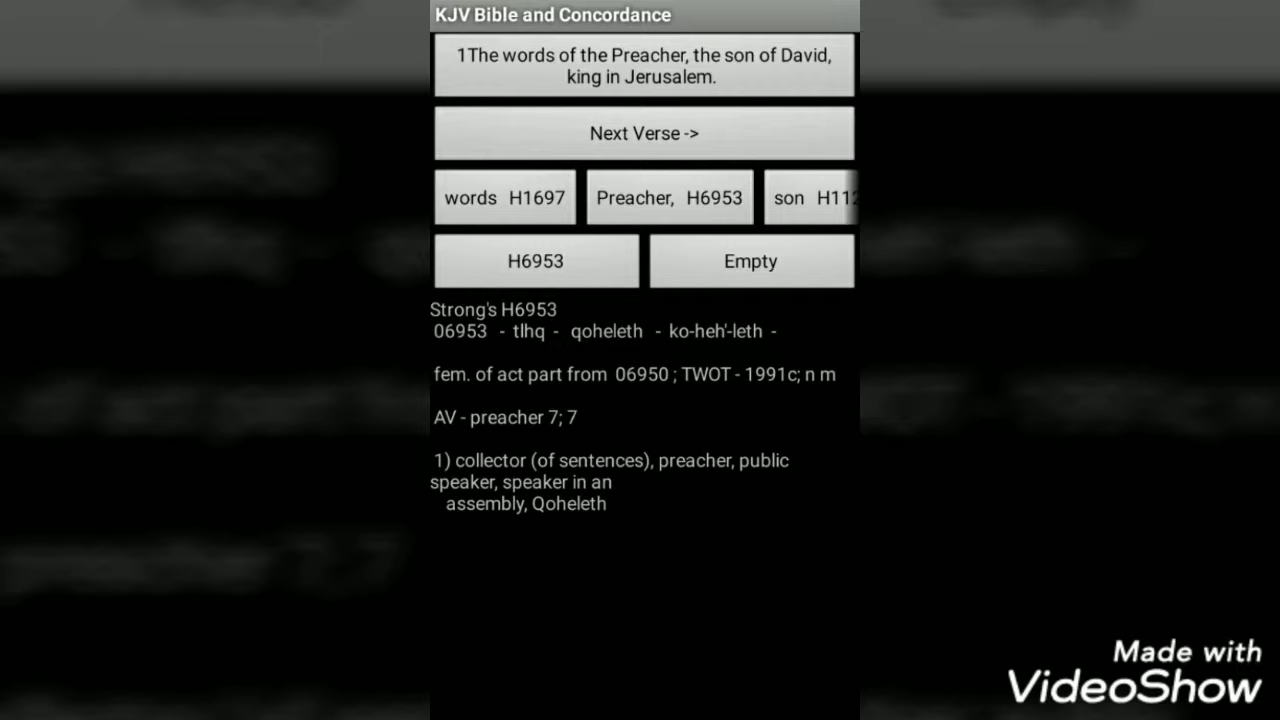 KJV Bible and Concordance
1The words of the Preacher, the son of David,
king in Jerusalem.
Next Verse ->
words H1697 Preacher, H6953 son H112
H6953 Empty
Strong's H6953
06953 - tlhq - qoheleth - ko-heh'-leth -
fem. of act part from 06950 ; TWOT - 1991c; n m
AV - preacher 7; 7
1) collector (of sentences), preacher, public
speaker, speaker in an
assembly, Qoheleth
Made with
VideoShow